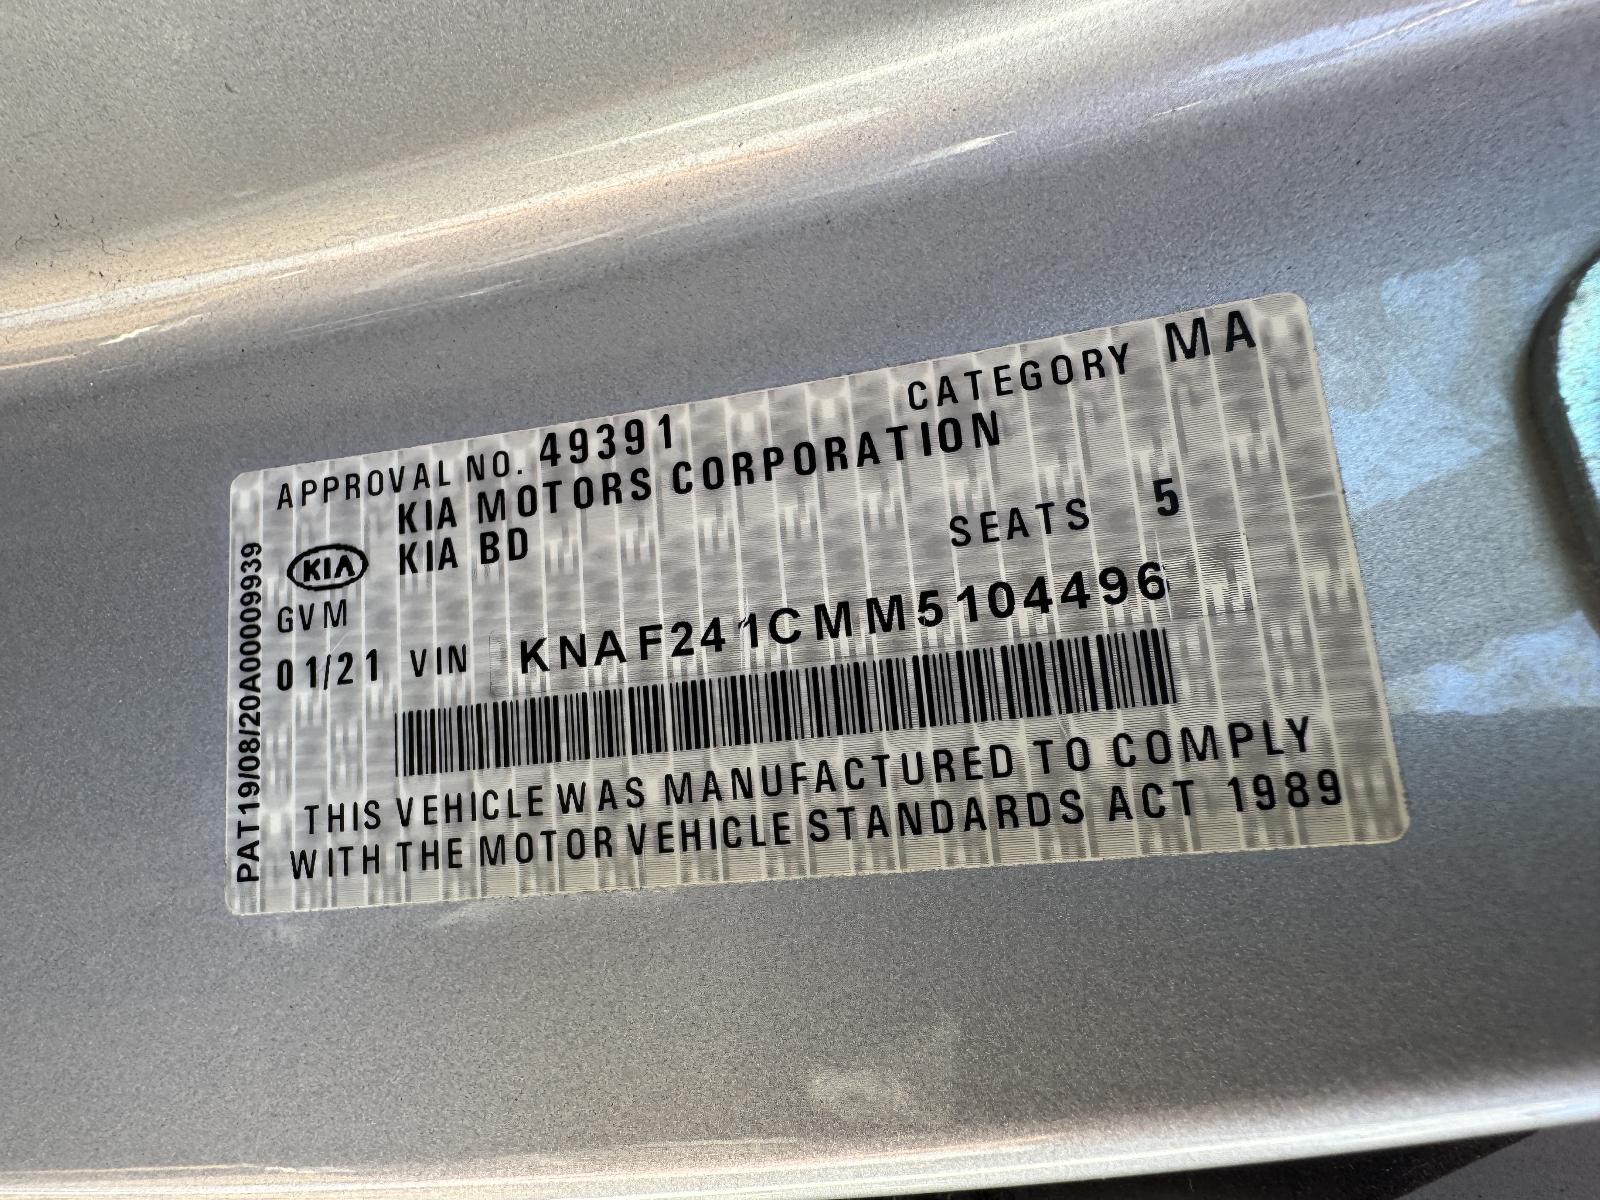 APPROVAL NO. 49391 CATEGORY MA
KIA MOTORS CORPORATION
KIA KIA BD SEATS 5
GVM
01/21 VIN KNAF241CMM5104496
THIS VEHICLE WAS MANUFACTURED TO COMPLY
WITH THE MOTOR VEHICLE STANDARDS ACT 1989
PAT19/08/20A00009939